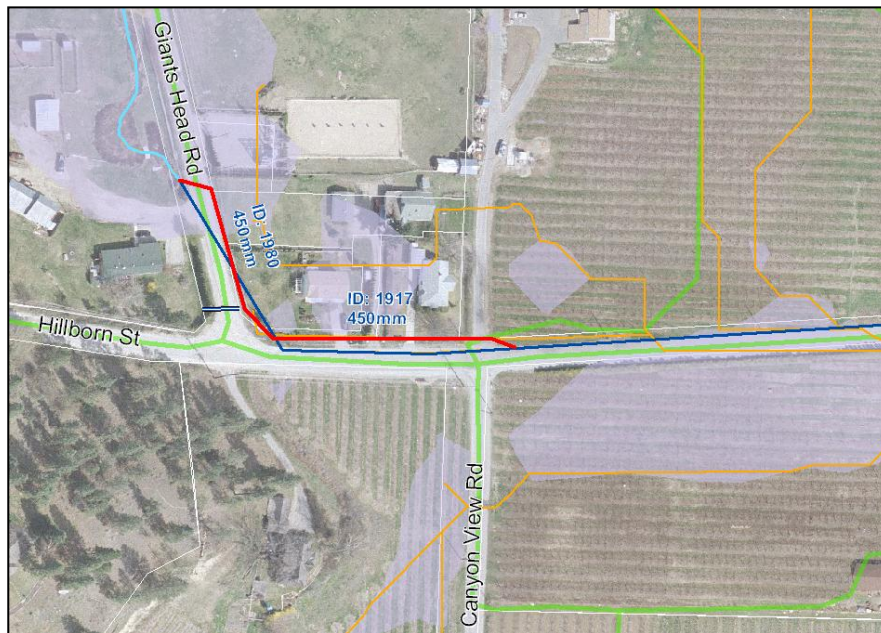 Giants Head Rd
ID: 1980
450mm
ID: 1917
450mm
Hillborn St
Canyon View Rd